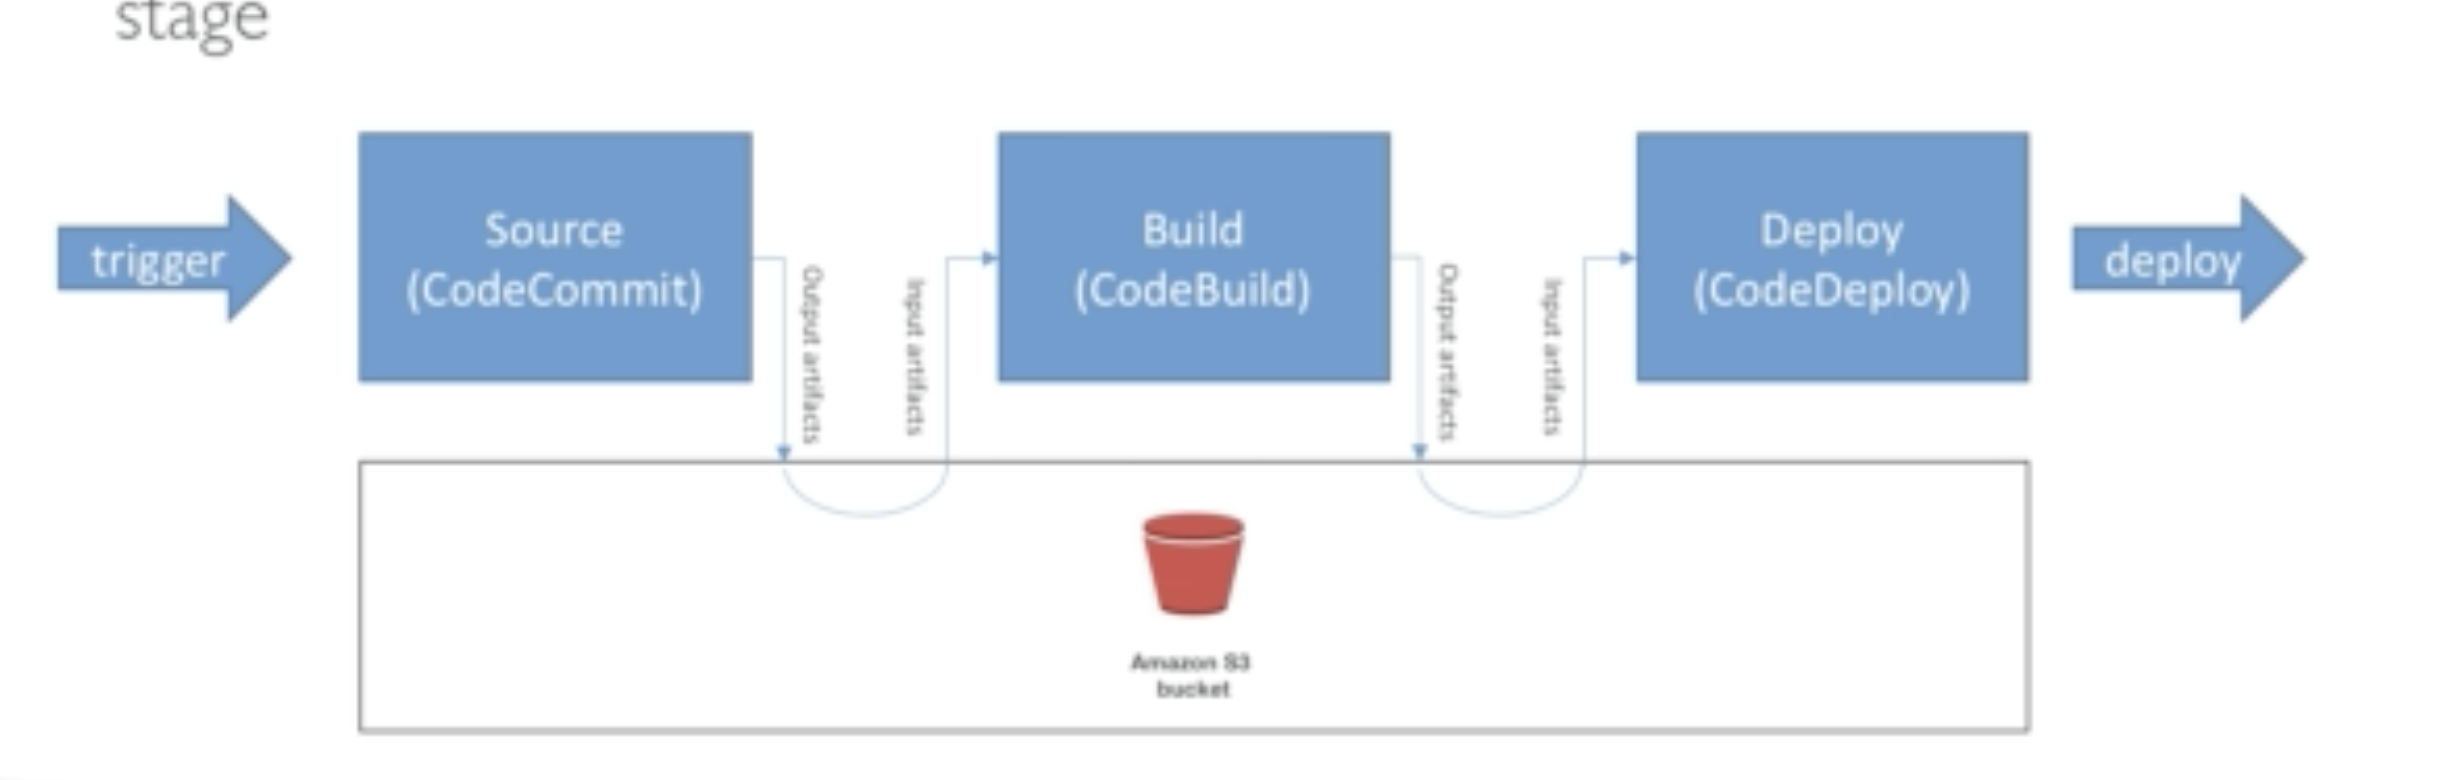 stage
trigger
Source
(CodeCommit)
Output artifacts
Input artifacts
Build
(CodeBuild)
Output artifacts
Input artifacts
Deploy
(CodeDeploy)
deploy
Amazon S3
bucket